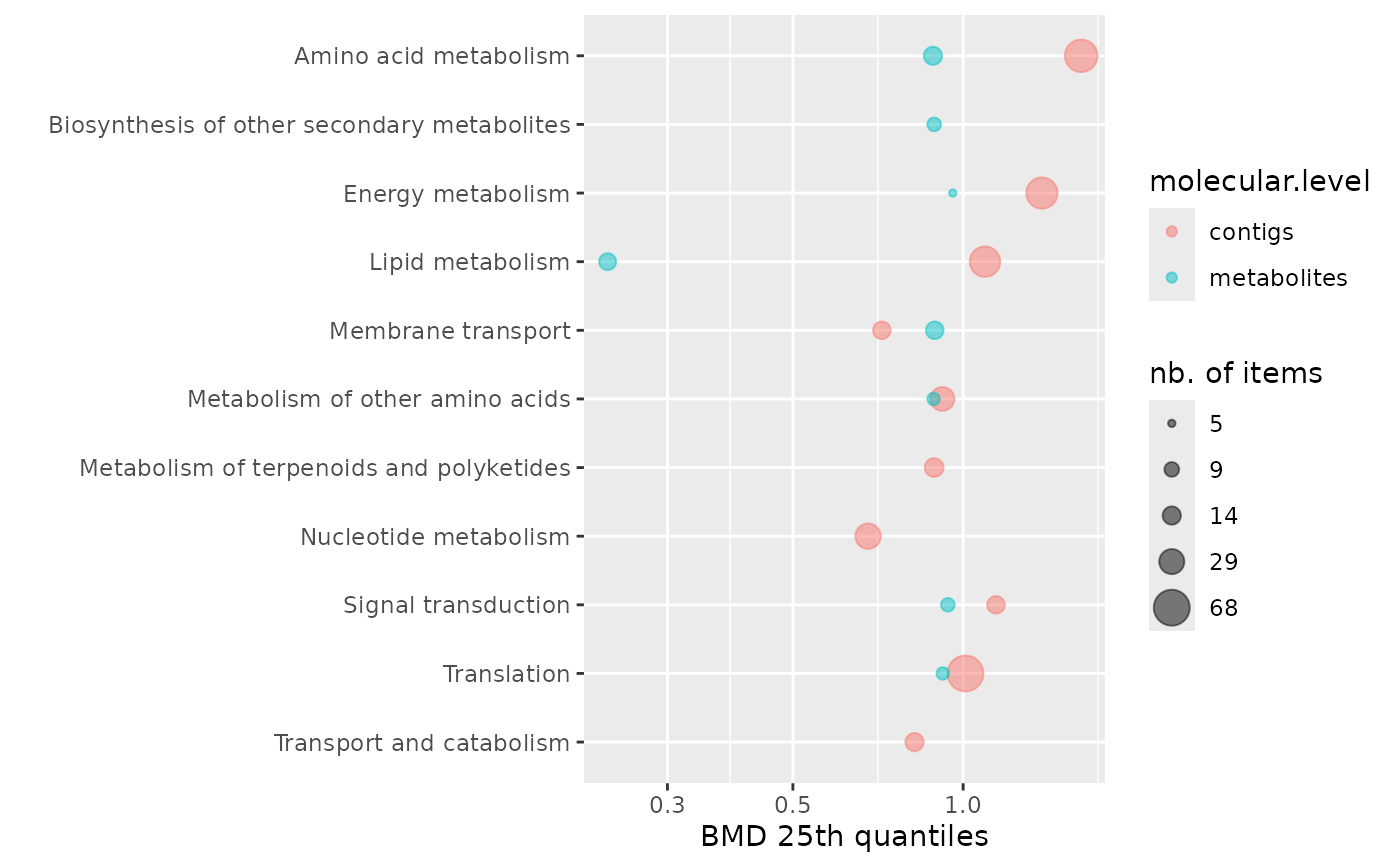 Amino acid metabolism
Biosynthesis of other secondary metabolites
Energy metabolism
Lipid metabolism
Membrane transport
Metabolism of other amino acids
Metabolism of terpenoids and polyketides
Nucleotide metabolism
Signal transduction
Translation
Transport and catabolism
0.3 0.5 1.0
BMD 25th quantiles
molecular.level
contigs
metabolites
nb. of items
5
9
14
29
68